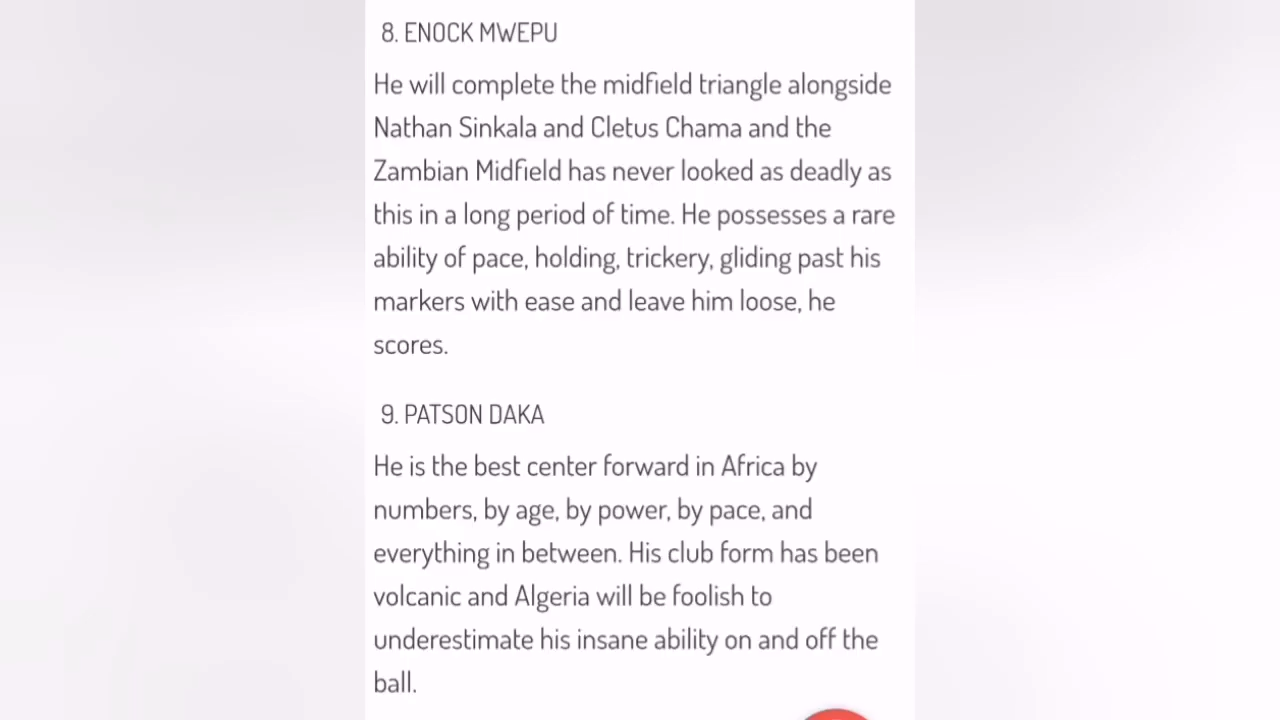 8. ENOCK MWEPU
He will complete the midfield triangle alongside
Nathan Sinkala and Cletus Chama and the
Zambian Midfield has never looked as deadly as
this in a long period of time. He possesses a rare
ability of pace, holding, trickery, gliding past his
markers with ease and leave him loose, he
scores.
9. PATSON DAKA
He is the best center forward in Africa by
numbers, by age, by power, by pace, and
everything in between. His club form has been
volcanic and Algeria will be foolish to
underestimate his insane ability on and off the
ball.